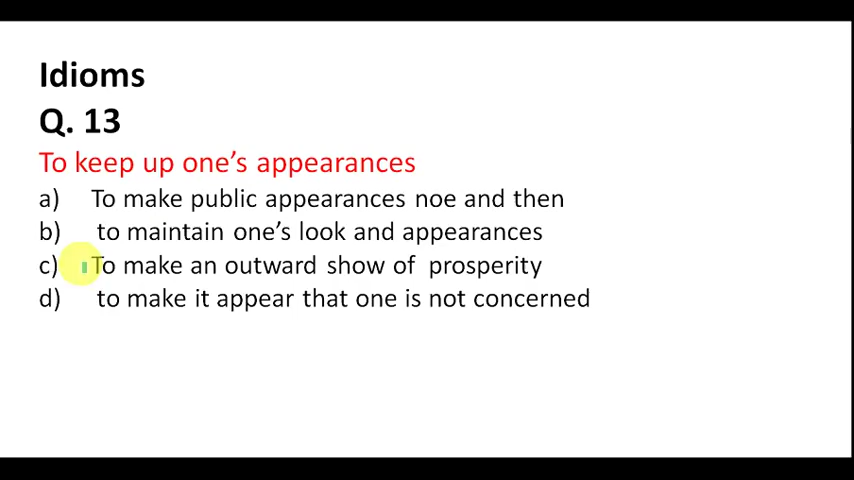 Idioms
Q. 13
To keep up one’s appearances
a) To make public appearances noe and then
b) to maintain one’s look and appearances
c) To make an outward show of prosperity
d) to make it appear that one is not concerned